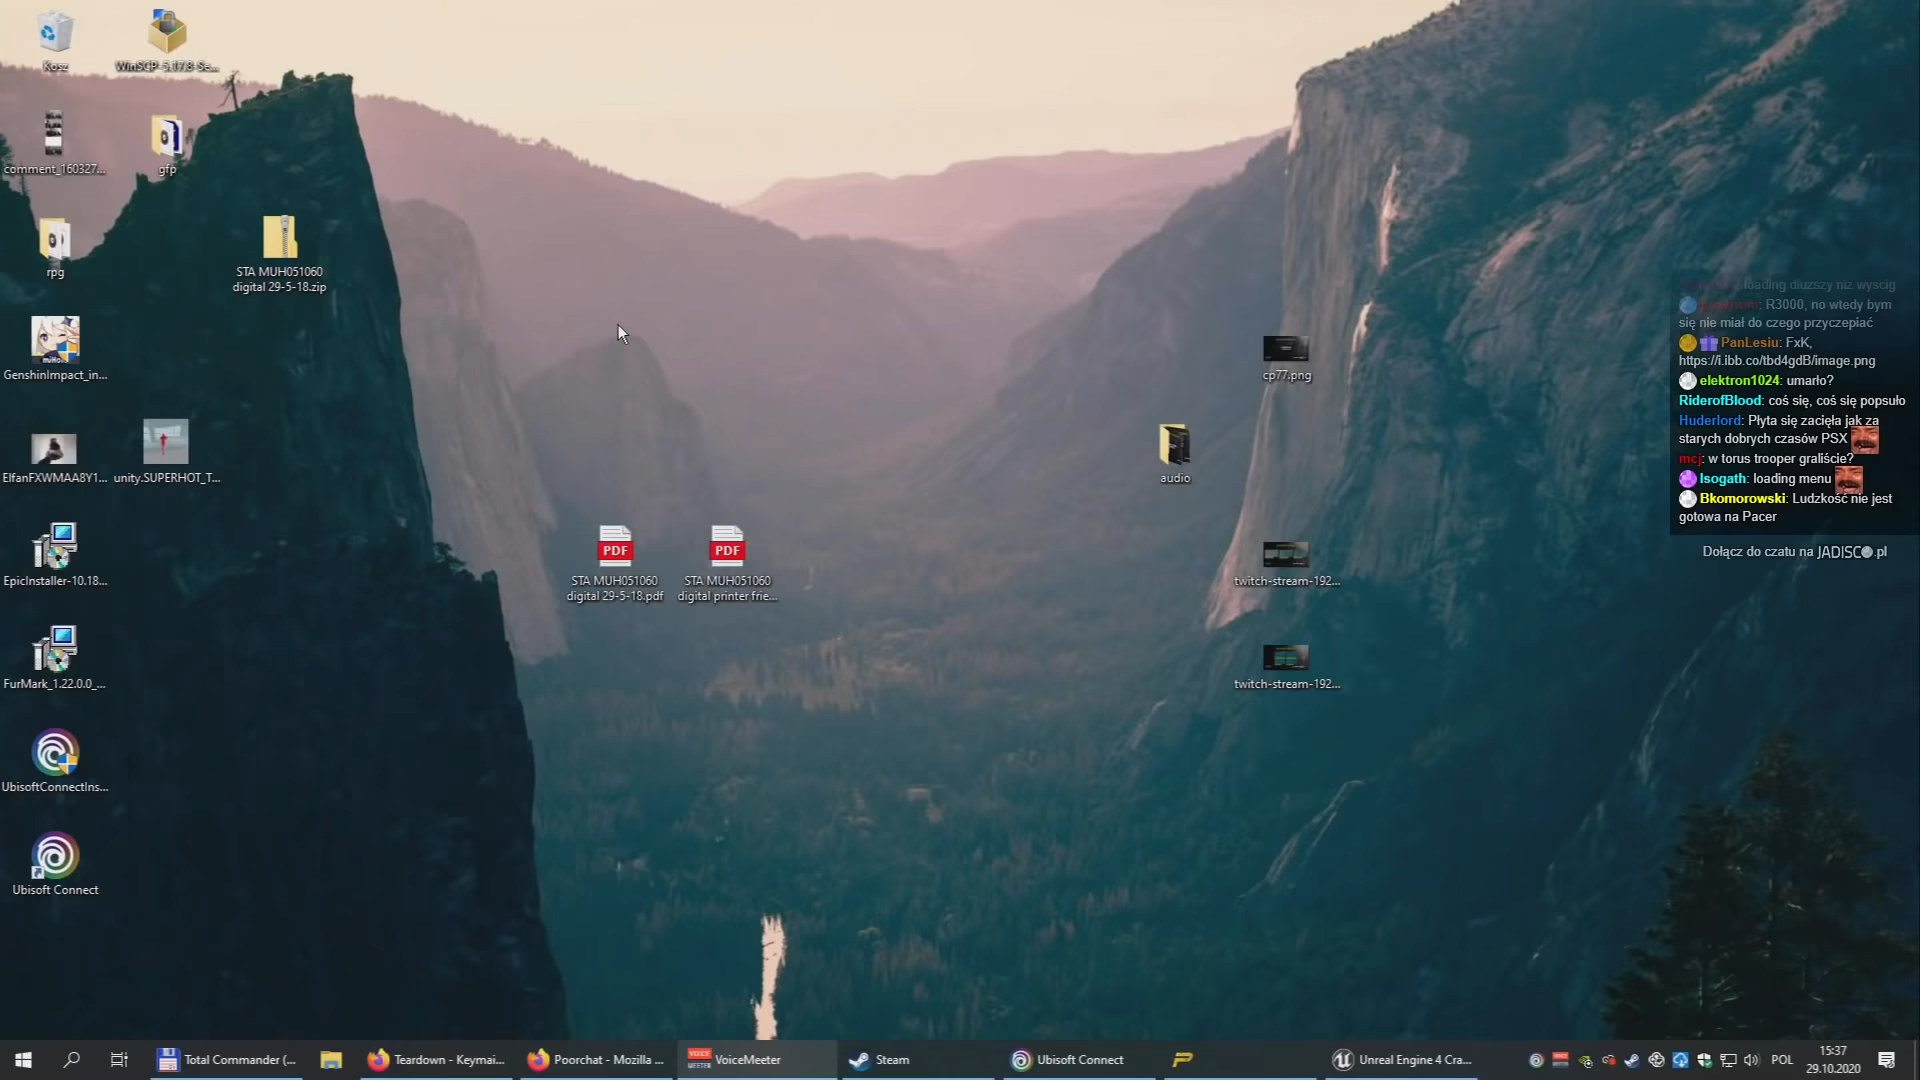 Kosz
WinSCP-5.17.8-Se...
comment_160327...
gfp
rpg
STA MUH051060
digital 29-5-18.zip
GenshinImpact_in...
ElfanFXWMAA8Y1...
unity.SUPERHOT_T...
EpicInstaller-10.18...
FurMark_1.22.0.0_...
UbisoftConnectIns...
Ubisoft Connect
PDF
STA MUH051060
digital 29-5-18.pdf
PDF
STA MUH051060
digital printer frie...
cp77.png
audio
twitch-stream-192...
twitch-stream-192...
loading dłuższy niż wyścig
R3000, no wtedy bym
się nie miał do czego przyczepiać
PanLesiu: FxK,
https://i.ibb.co/tbd4gdB/image.png
elektron1024: umarło?
RiderofBlood: coś się, coś się popsuło
Huderlord: Płyta się zacięła jak za
starych dobrych czasów PSX
mcj: w torus trooper graliście?
Isogath: loading menu
Bkomorowski: Ludzkość nie jest
gotowa na Pacer
Dołącz do czatu na JADISCO.pl
Total Commander (...
Teardown - Keymai...
Poorchat - Mozilla ...
VoiceMeeter
Steam
Ubisoft Connect
Unreal Engine 4 Cra...
POL
15:37
29.10.2020